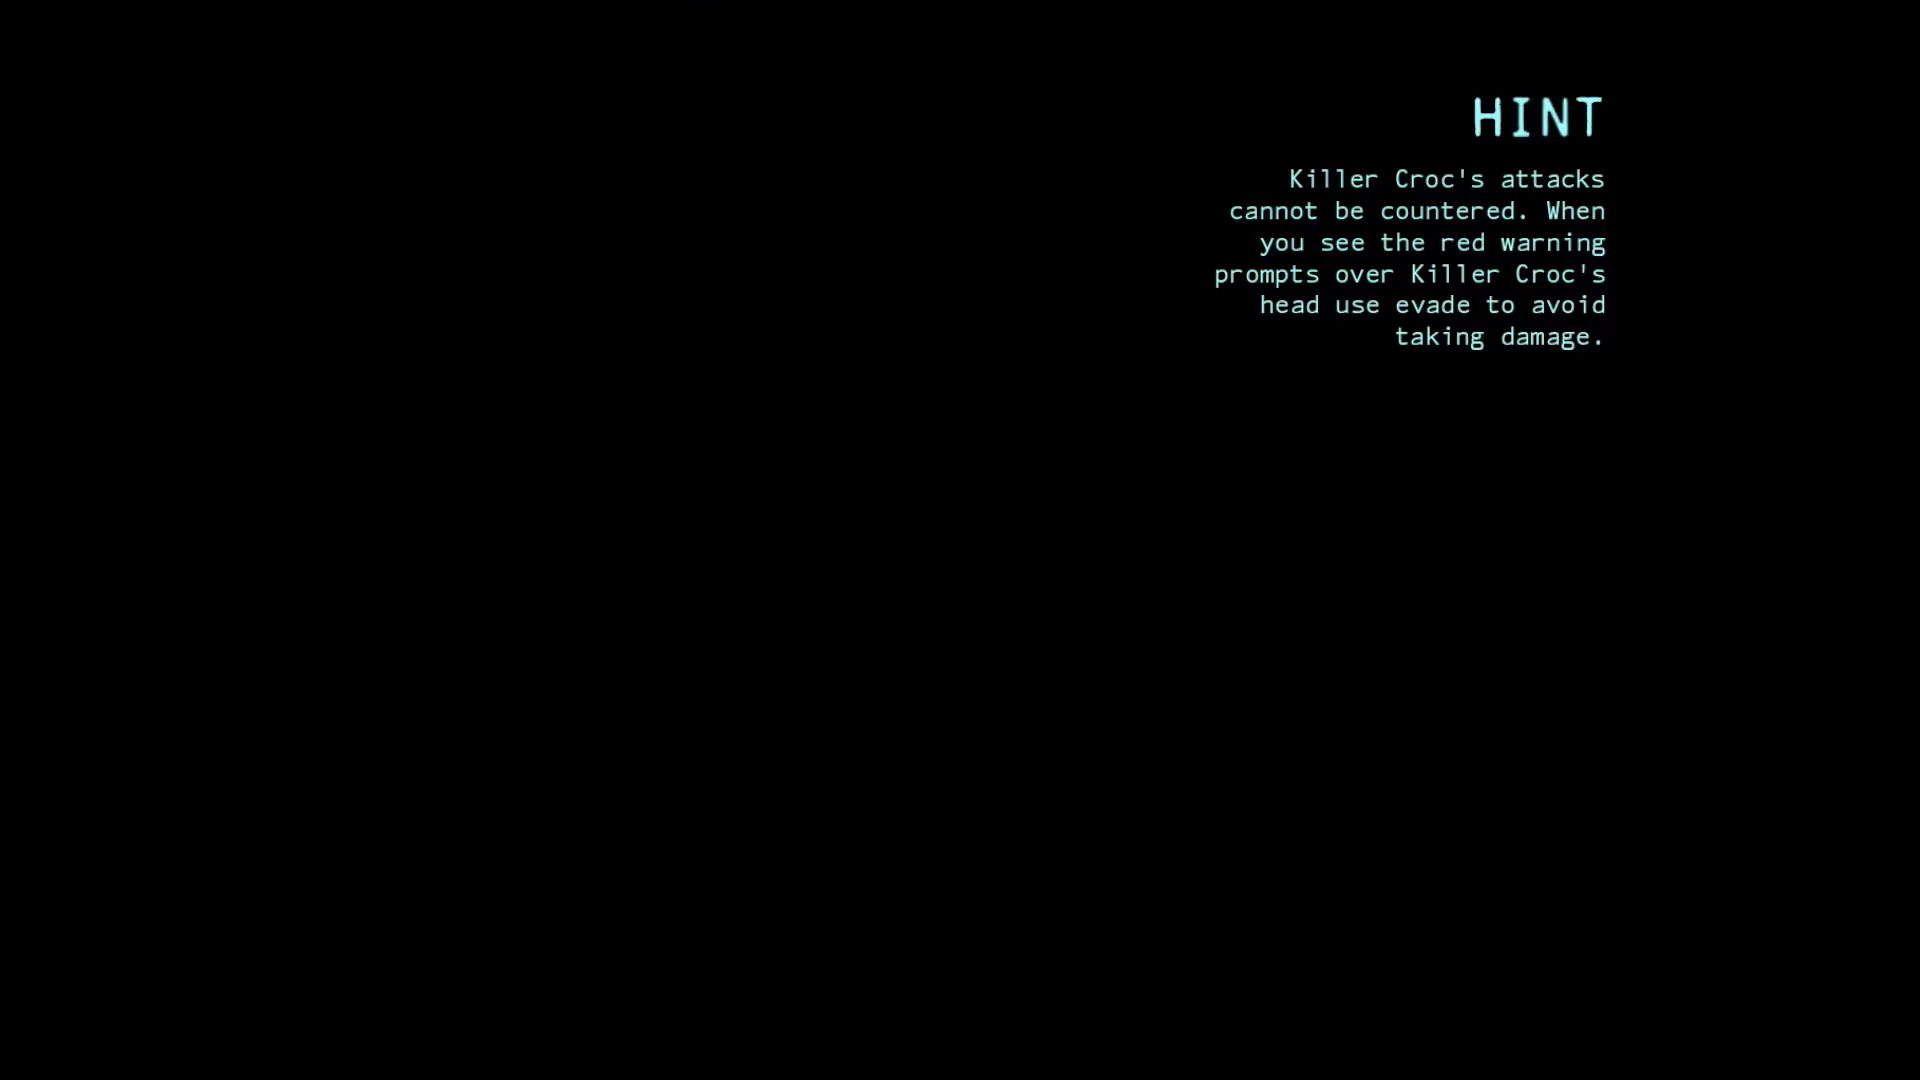 HINT
Killer Croc's attacks
cannot be countered. When
you see the red warning
prompts over Killer Croc's
head use evade to avoid
taking damage.